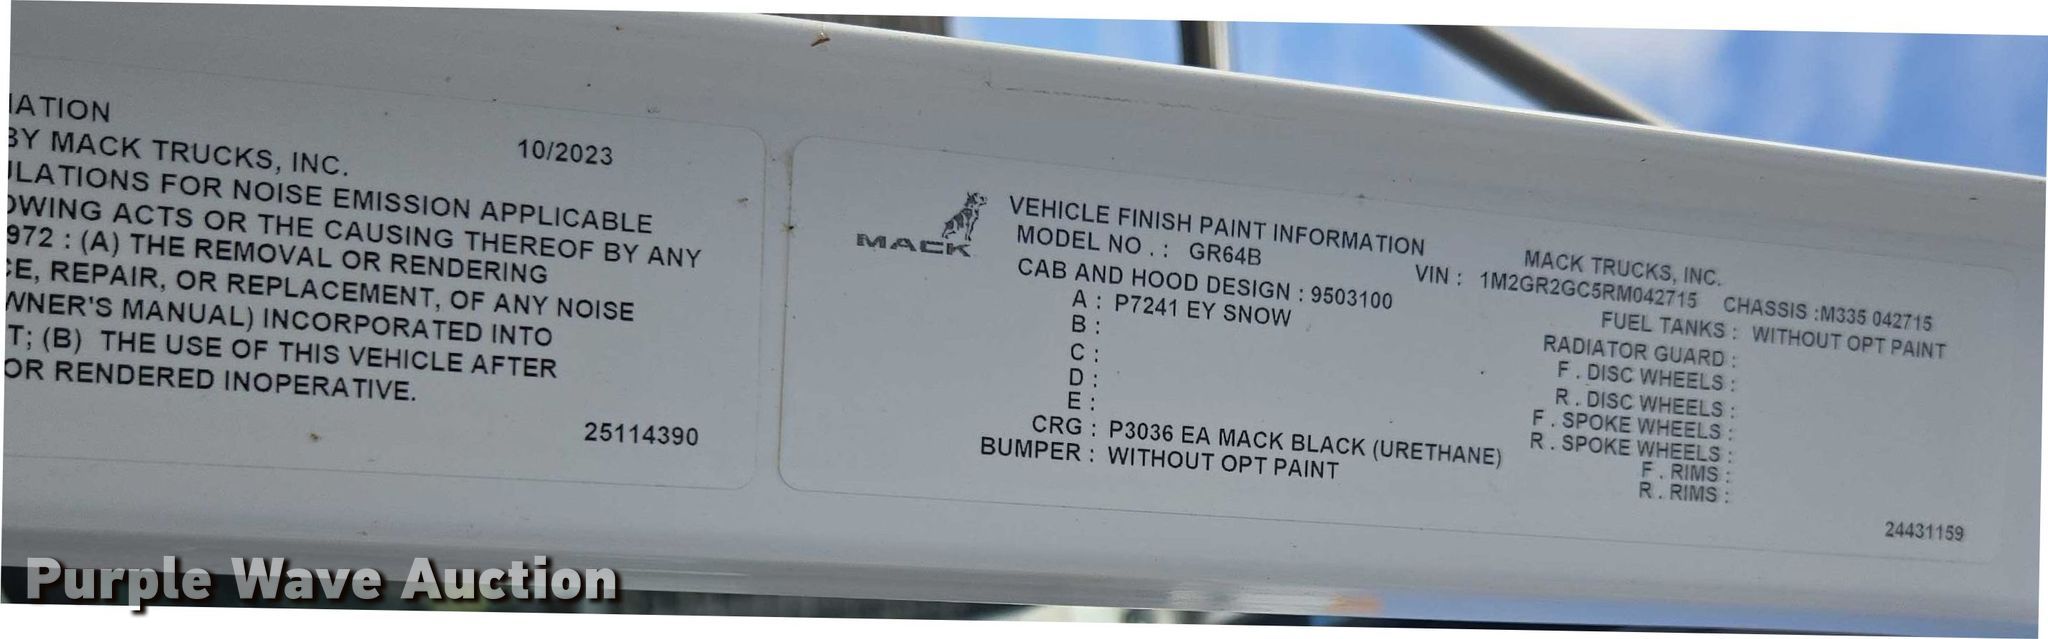 IATION
BY MACK TRUCKS, INC.
10/2023
ULATIONS FOR NOISE EMISSION APPLICABLE
OWING ACTS OR THE CAUSING THEREOF BY ANY
972 : (A) THE REMOVAL OR RENDERING
CE, REPAIR, OR REPLACEMENT, OF ANY NOISE
WNER'S MANUAL) INCORPORATED INTO
T; (B) THE USE OF THIS VEHICLE AFTER
OR RENDERED INOPERATIVE.
25114390
MACK
VEHICLE FINISH PAINT INFORMATION
MACK TRUCKS, INC.
MODEL NO . : GR64B
VIN : 1M2GR2GC5RM042715 CHASSIS :M335 042715
CAB AND HOOD DESIGN : 9503100
FUEL TANKS : WITHOUT OPT PAINT
A : P7241 EY SNOW
RADIATOR GUARD :
B :
F . DISC WHEELS :
C :
R . DISC WHEELS :
D :
F . SPOKE WHEELS :
E :
R . SPOKE WHEELS :
CRG : P3036 EA MACK BLACK (URETHANE)
F . RIMS :
BUMPER : WITHOUT OPT PAINT
R . RIMS :
24431159
Purple Wave Auction